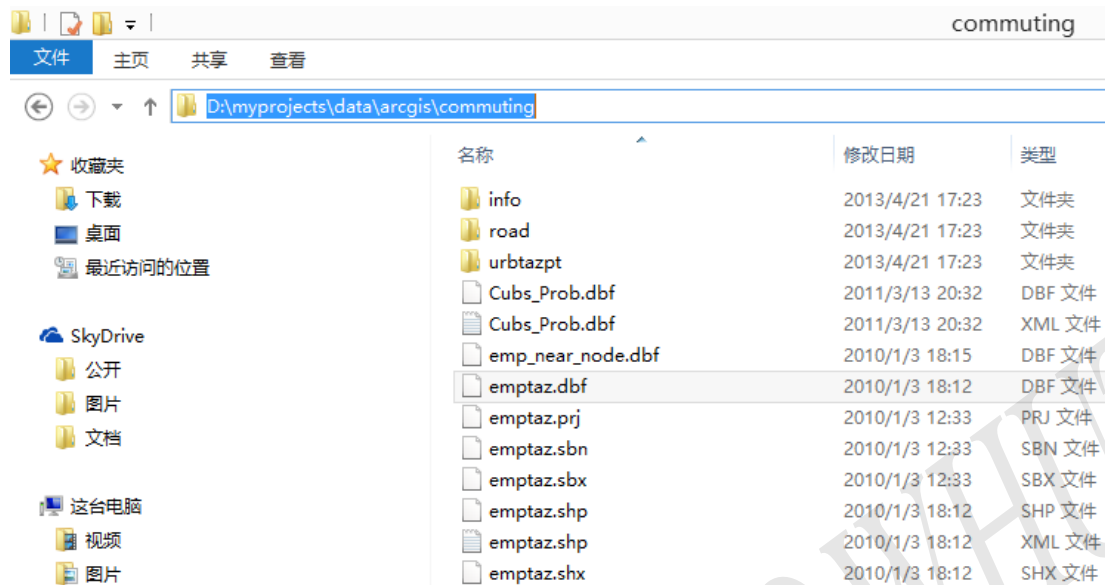 commuting
文件 主页 共享 查看
D:\myprojects\data\arcgis\commuting
名称 修改日期 类型
收藏夹
下载
桌面
最近访问的位置
SkyDrive
公开
图片
文档
这台电脑
视频
图片
info 2013/4/21 17:23 文件夹
road 2013/4/21 17:23 文件夹
urbtazpt 2013/4/21 17:23 文件夹
Cubs_Prob.dbf 2011/3/13 20:32 DBF 文件
Cubs_Prob.dbf 2011/3/13 20:32 XML 文件
emp_near_node.dbf 2010/1/3 18:15 DBF 文件
emptaz.dbf 2010/1/3 18:12 DBF 文件
emptaz.prj 2010/1/3 12:33 PRJ 文件
emptaz.sbn 2010/1/3 12:33 SBN 文件
emptaz.sbx 2010/1/3 12:33 SBX 文件
emptaz.shp 2010/1/3 18:12 SHP 文件
emptaz.shp 2010/1/3 18:12 XML 文件
emptaz.shx 2010/1/3 18:12 SHX 文件